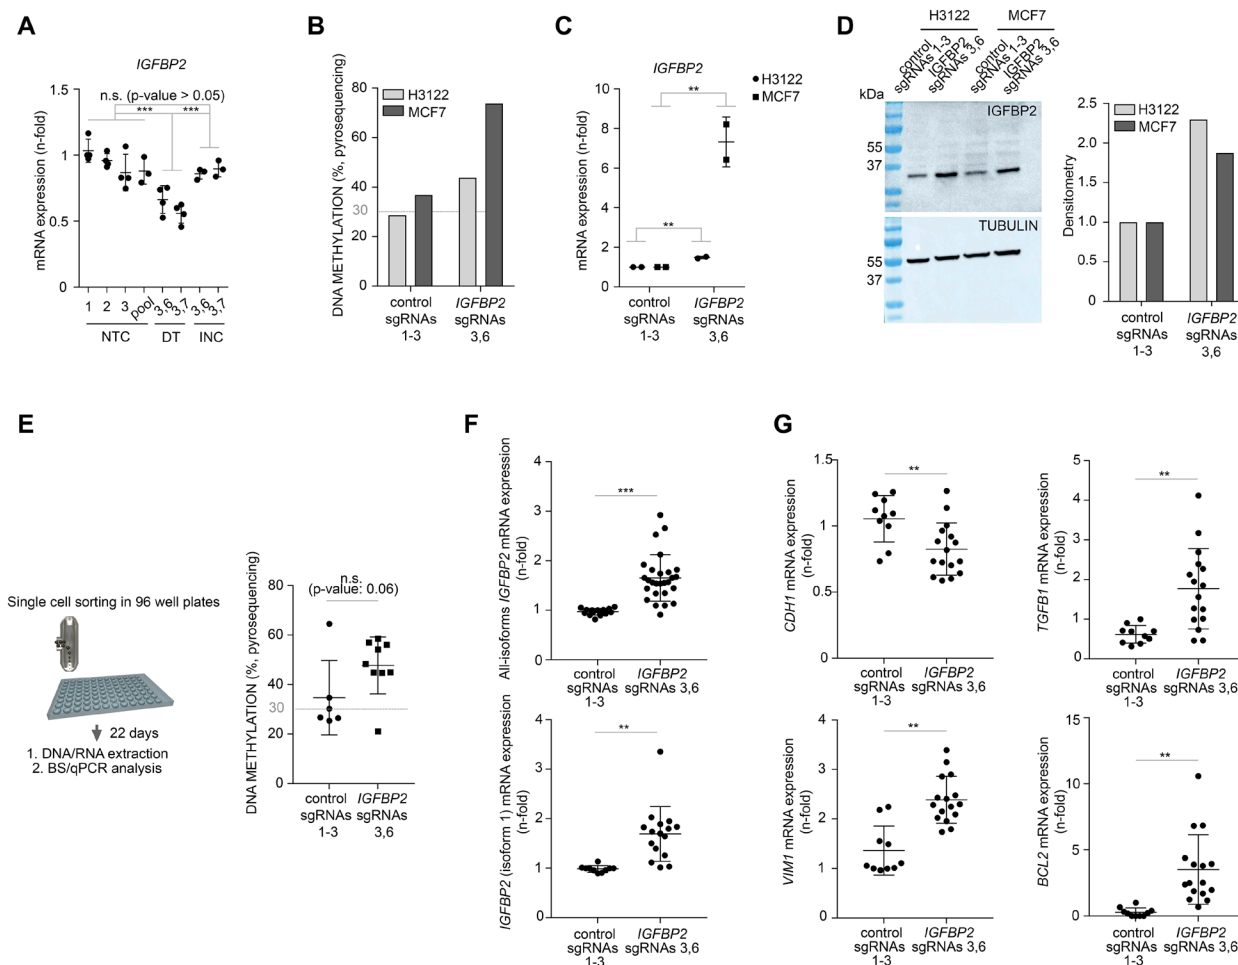 A
IGFBP2
n.s. (p-value > 0.05)
***
***
mRNA expression (n-fold)
2.0
1.5
1
0.5
0
1
2
3
pool
3,6
3,7
3,6
3,7
NTC
DT
INC
B
H3122
MCF7
DNA METHYLATION (%, pyrosequencing)
80
60
40
30
20
0
control
sgRNAs
1-3
IGFBP2
sgRNAs
3,6
C
IGFBP2
H3122
MCF7
**
**
mRNA expression (n-fold)
10
8
6
4
2
0
control
sgRNAs
1-3
IGFBP2
sgRNAs
3,6
D
H3122
MCF7
control
sgRNAs 1-3
IGFBP2
sgRNAs 3,6
control
sgRNAs 1-3
IGFBP2
sgRNAs 3,6
kDa
IGFBP2
55
37
TUBULIN
55
37
H3122
MCF7
Densitometry
2.5
2.0
1.5
1.0
0.5
0
control
sgRNAs
1-3
IGFBP2
sgRNAs
3,6
E
Single cell sorting in 96 well plates
22 days
1. DNA/RNA extraction
2. BS/qPCR analysis
n.s.
(p-value: 0.06)
DNA METHYLATION (%, pyrosequencing)
80
60
40
30
20
0
control
sgRNAs
1-3
IGFBP2
sgRNAs
3,6
F
***
All-isoforms IGFBP2 mRNA expression
(n-fold)
4
3
2
1
0
control
sgRNAs
1-3
IGFBP2
sgRNAs 3,6
**
IGFBP2 (isoform 1) mRNA expression
(n-fold)
4
3
2
1
0
control
sgRNAs
1-3
IGFBP2
sgRNAs 3,6
G
**
CDH1 mRNA expression
(n-fold)
1.5
1
0.5
0
control
sgRNAs
1-3
IGFBP2
sgRNAs 3,6
**
TGFB1 mRNA expression
(n-fold)
5
4
3
2
1
0
control
sgRNAs
1-3
IGFBP2
sgRNAs 3,6
**
VIM1 mRNA expression
(n-fold)
4
3
2
1
0
control
sgRNAs
1-3
IGFBP2
sgRNAs 3,6
**
BCL2 mRNA expression
(n-fold)
15
10
5
0
control
sgRNAs
1-3
IGFBP2
sgRNAs 3,6